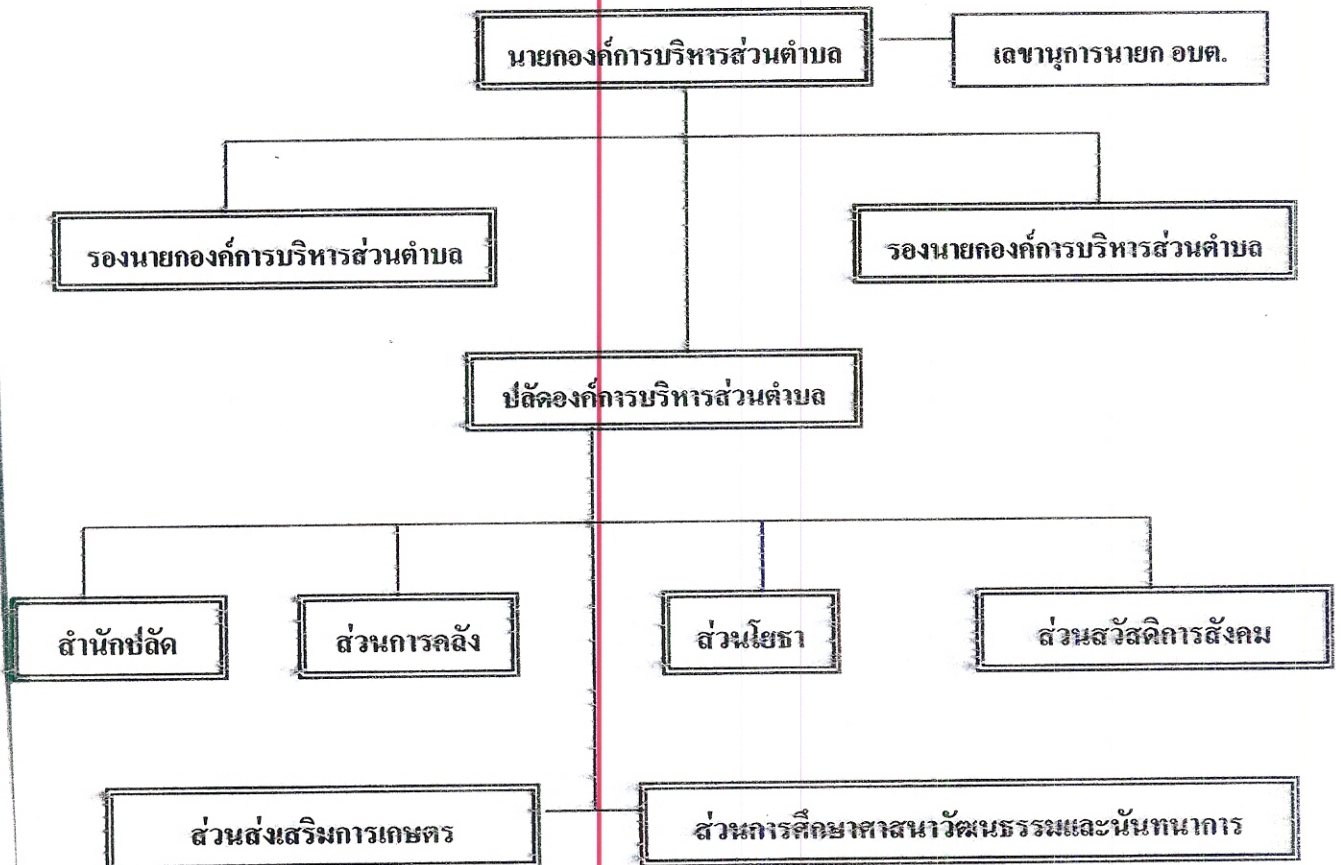 นายกองค์การบริหารส่วนตำบล
เลขานุการนายก อบต.
รองนายกองค์การบริหารส่วนตำบล
รองนายกองค์การบริหารส่วนตำบล
ปลัดองค์การบริหารส่วนตำบล
สำนักปลัด
ส่วนการคลัง
ส่วนโยธา
ส่วนสวัสดิการสังคม
ส่วนส่งเสริมการเกษตร
ส่วนการศึกษาศาสนาวัฒนธรรมและนันทนาการ